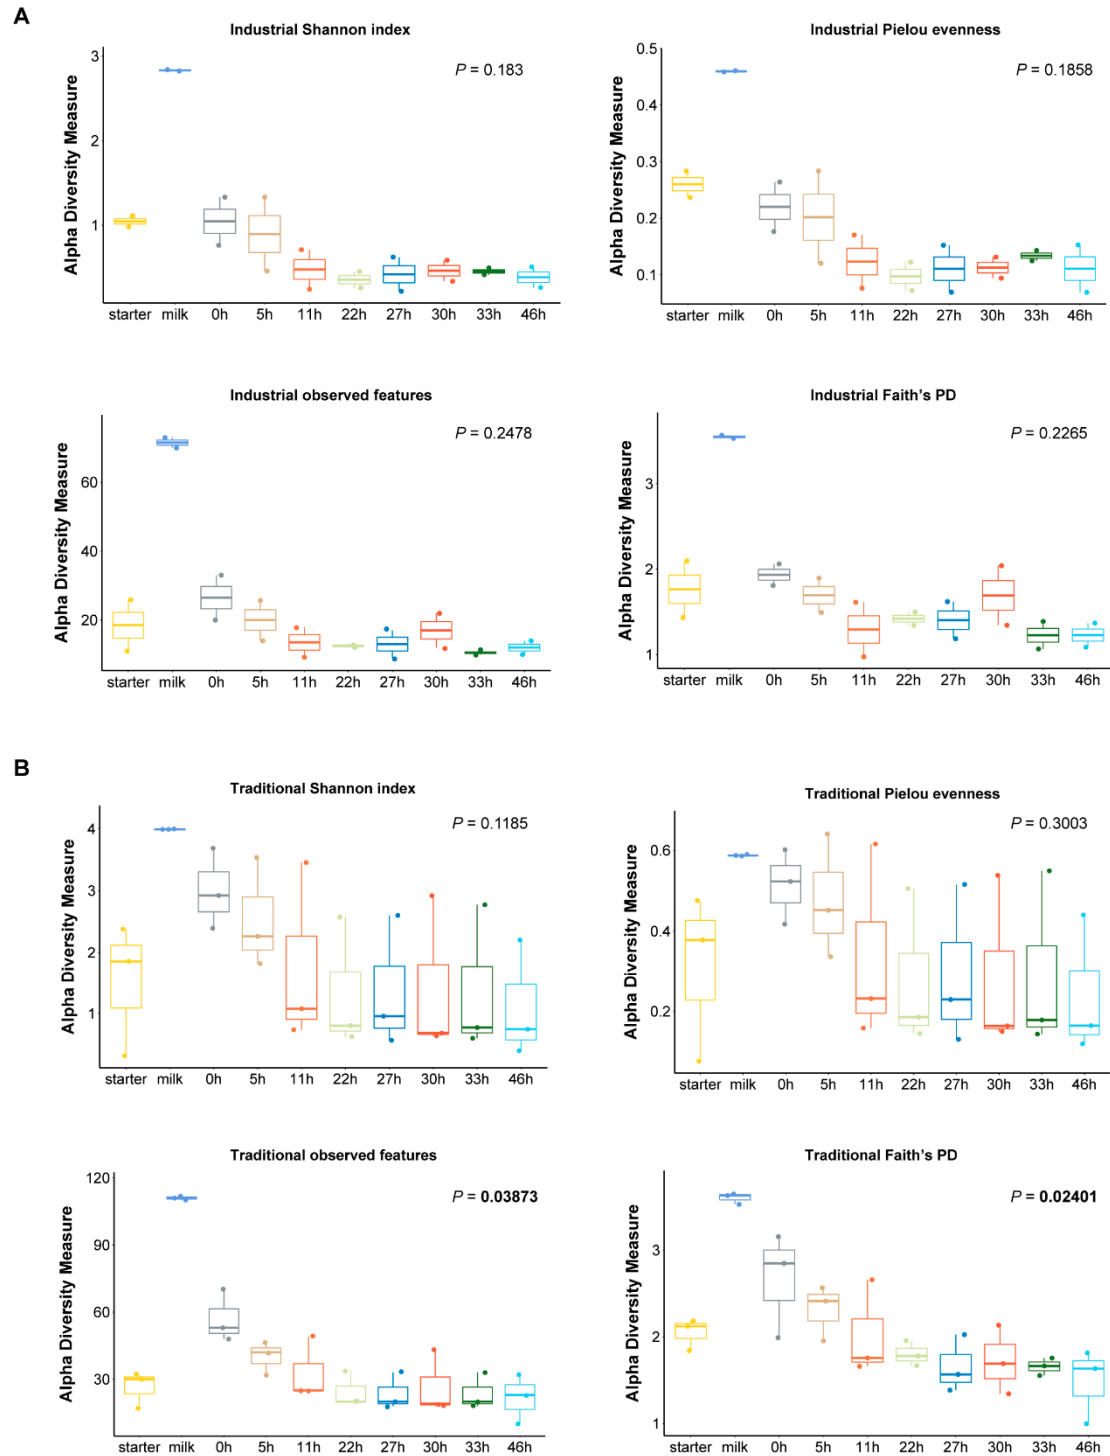 A
Industrial Shannon index
Alpha Diversity Measure
3
2
1
P = 0.183
starter milk 0h 5h 11h 22h 27h 30h 33h 46h
Industrial Pielou evenness
Alpha Diversity Measure
0.5
0.4
0.3
0.2
0.1
P = 0.1858
starter milk 0h 5h 11h 22h 27h 30h 33h 46h
Industrial observed features
Alpha Diversity Measure
60
40
20
P = 0.2478
starter milk 0h 5h 11h 22h 27h 30h 33h 46h
Industrial Faith's PD
Alpha Diversity Measure
3
2
1
P = 0.2265
starter milk 0h 5h 11h 22h 27h 30h 33h 46h
B
Traditional Shannon index
Alpha Diversity Measure
4
3
2
1
P = 0.1185
starter milk 0h 5h 11h 22h 27h 30h 33h 46h
Traditional Pielou evenness
Alpha Diversity Measure
0.6
0.4
0.2
P = 0.3003
starter milk 0h 5h 11h 22h 27h 30h 33h 46h
Traditional observed features
Alpha Diversity Measure
120
90
60
30
P = 0.03873
starter milk 0h 5h 11h 22h 27h 30h 33h 46h
Traditional Faith's PD
Alpha Diversity Measure
3
2
1
P = 0.02401
starter milk 0h 5h 11h 22h 27h 30h 33h 46h